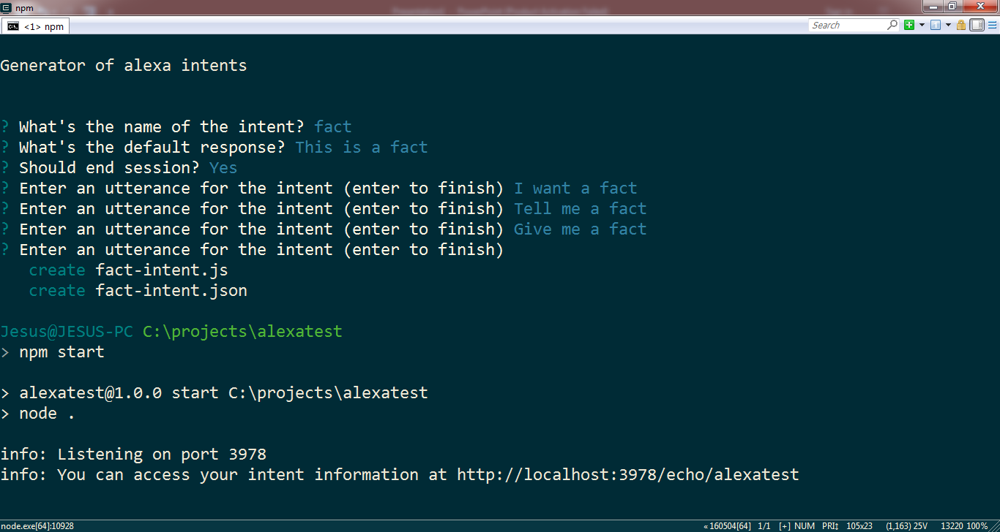 npm
<1> npm
Search
Generator of alexa intents
? What's the name of the intent? fact
? What's the default response? This is a fact
? Should end session? Yes
? Enter an utterance for the intent (enter to finish) I want a fact
? Enter an utterance for the intent (enter to finish) Tell me a fact
? Enter an utterance for the intent (enter to finish) Give me a fact
? Enter an utterance for the intent (enter to finish)
create fact-intent.js
create fact-intent.json
Jesus@JESUS-PC C:\projects\alexatest
> npm start
> alexatest@1.0.0 start C:\projects\alexatest
> node .
info: Listening on port 3978
info: You can access your intent information at http://localhost:3978/echo/alexatest
node.exe[64]:10928 « 160504[64] 1/1 [+] NUM PRI↕ 105x23 (1,163) 25V 13220 100%